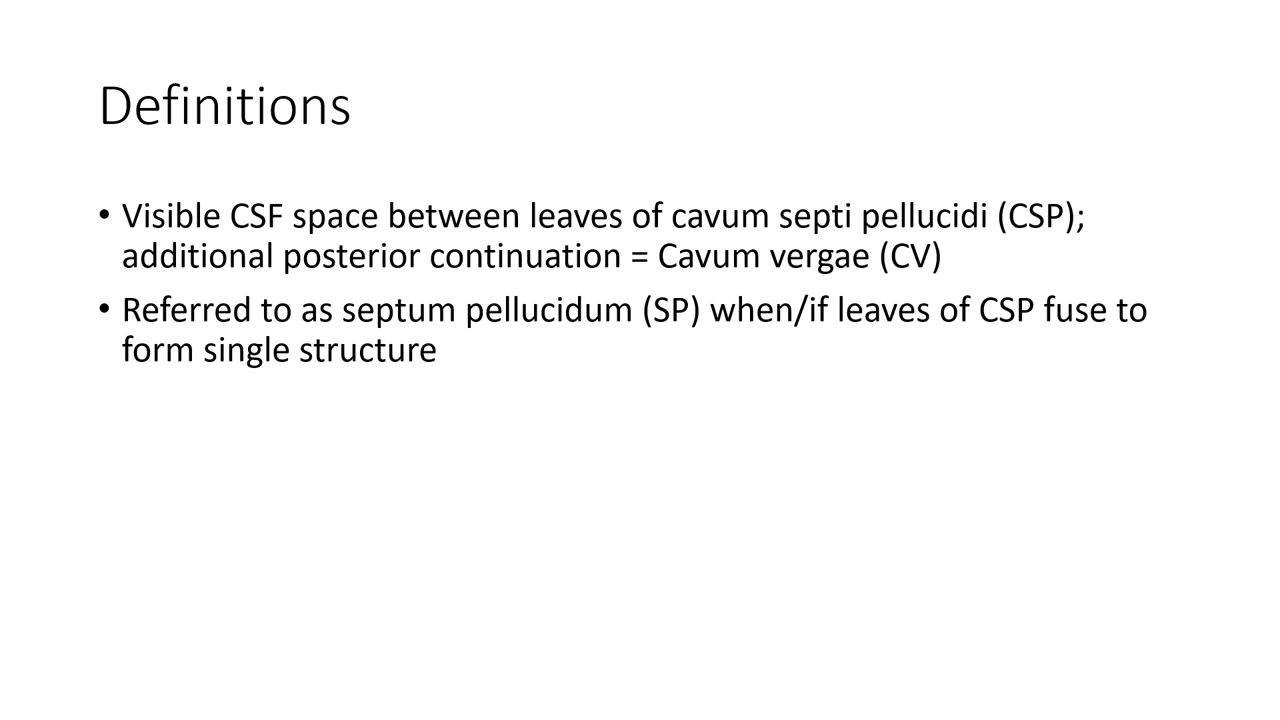 Definitions
• Visible CSF space between leaves of cavum septi pellucidi (CSP);
additional posterior continuation = Cavum vergae (CV)
• Referred to as septum pellucidum (SP) when/if leaves of CSP fuse to
form single structure